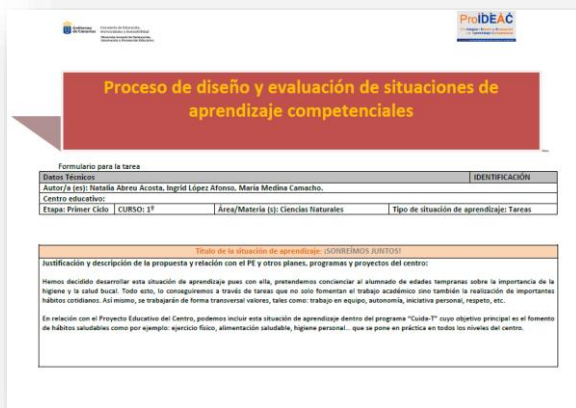 Gobierno de Canarias
Consejería de Educación,
Universidades y Sostenibilidad
ProIDEAC
Proceso de diseño y evaluación de situaciones de
aprendizaje competenciales
Formulario para la tarea
Datos Técnicos IDENTIFICACIÓN
Autor/a (es): Natalia Abreu Acosta, Ingrid López Afonso, María Medina Camacho.
Centro educativo:
Etapa: Primer Ciclo CURSO: 1º Área/Materia (s): Ciencias Naturales Tipo de situación de aprendizaje: Tareas
Título de la situación de aprendizaje: ¡SONREÍMOS JUNTOS!
Justificación y descripción de la propuesta y relación con el PE y otros planes, programas y proyectos del centro:
Hemos decidido desarrollar esta situación de aprendizaje pues con ella, pretendemos concienciar al alumnado de edades tempranas sobre la importancia de la
higiene y la salud bucal. Todo esto, lo conseguiremos a través de tareas que no solo fomentan el trabajo académico sino también la realización de importantes
hábitos cotidianos. Así mismo, se trabajarán de forma transversal valores, tales como: trabajo en equipo, autonomía, iniciativa personal, respeto, etc.
En relación con el Proyecto Educativo del Centro, podemos incluir esta situación de aprendizaje dentro del programa "Cuida-T" cuyo objetivo principal es el fomento
de hábitos saludables como por ejemplo: ejercicio físico, alimentación saludable, higiene personal... que se pone en práctica en todos los niveles del centro.